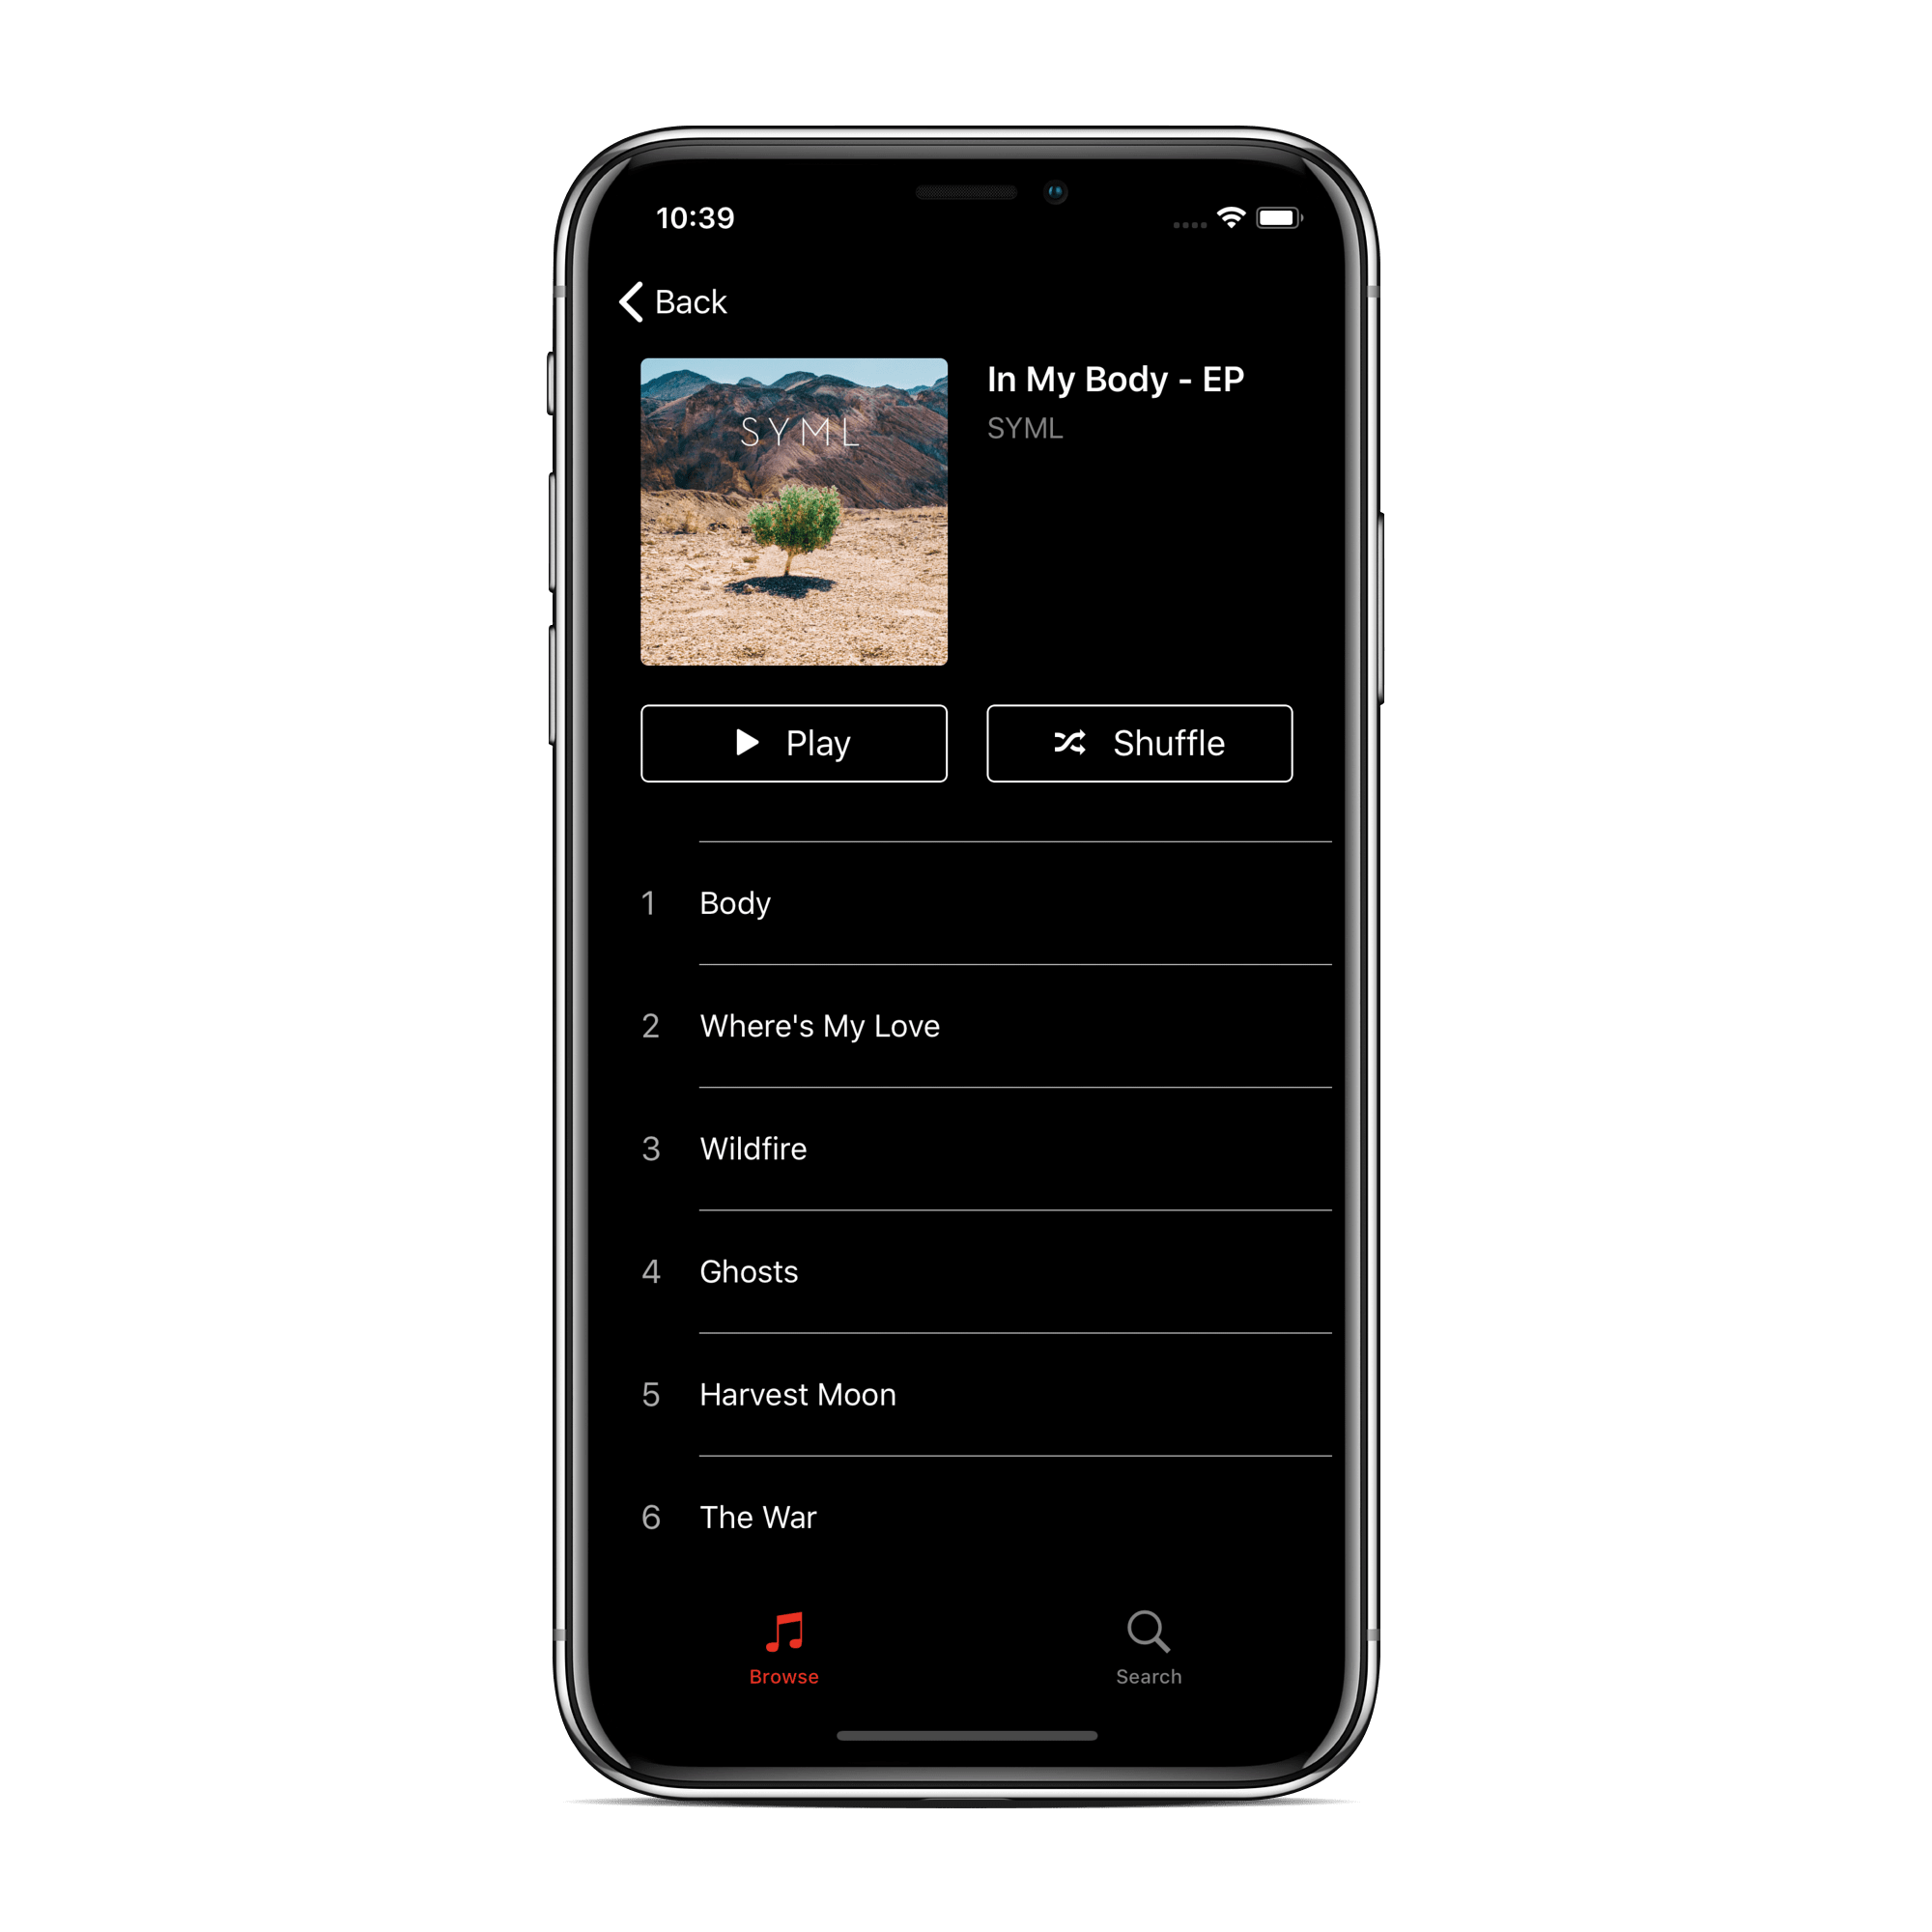 10:39
Back
SYML
In My Body - EP
SYML
Play
Shuffle
1 Body
2 Where's My Love
3 Wildfire
4 Ghosts
5 Harvest Moon
6 The War
Browse
Search